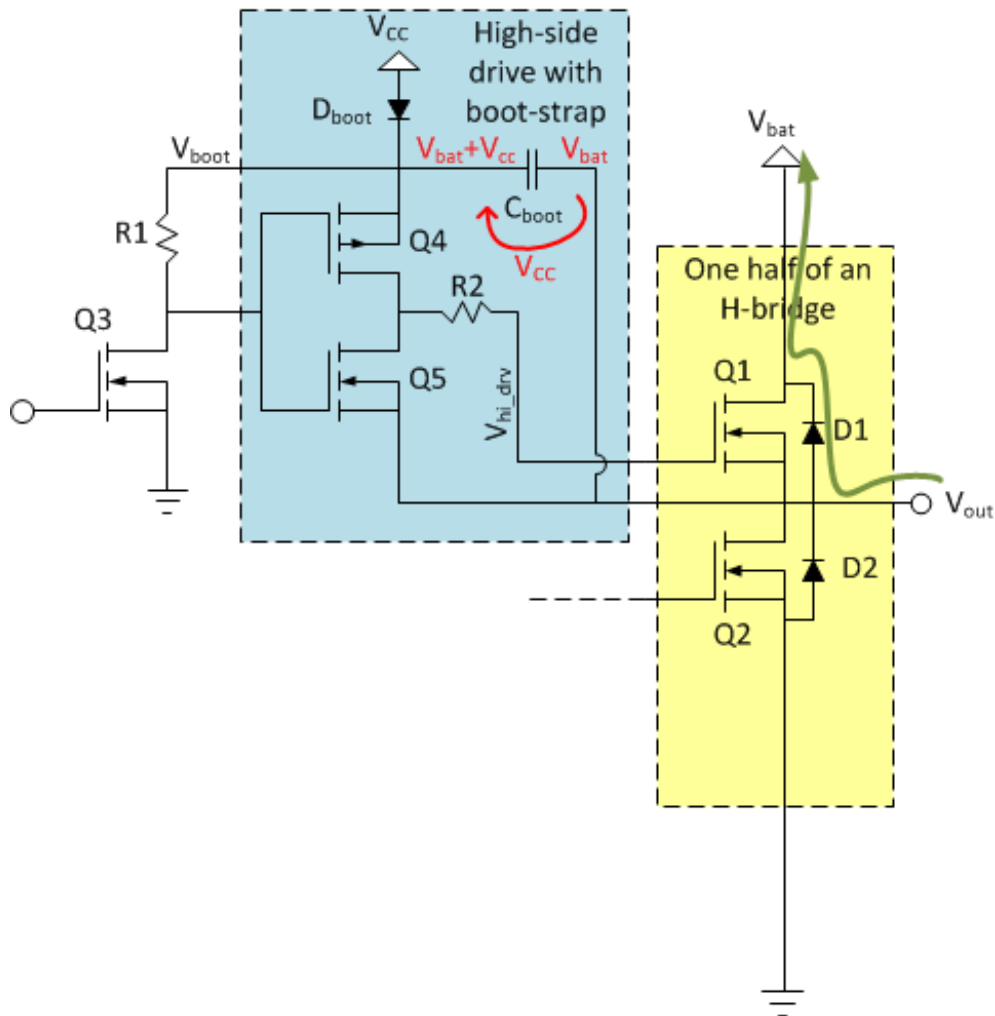 Vcc
High-side
drive with
boot-strap
Dboot
Vbat
Vboot
Vbat+Vcc
Vbat
Cboot
R1
Q4
VCC
One half of an
H-bridge
R2
Q3
Q1
Q5
Vhi_drv
D1
Vout
D2
Q2